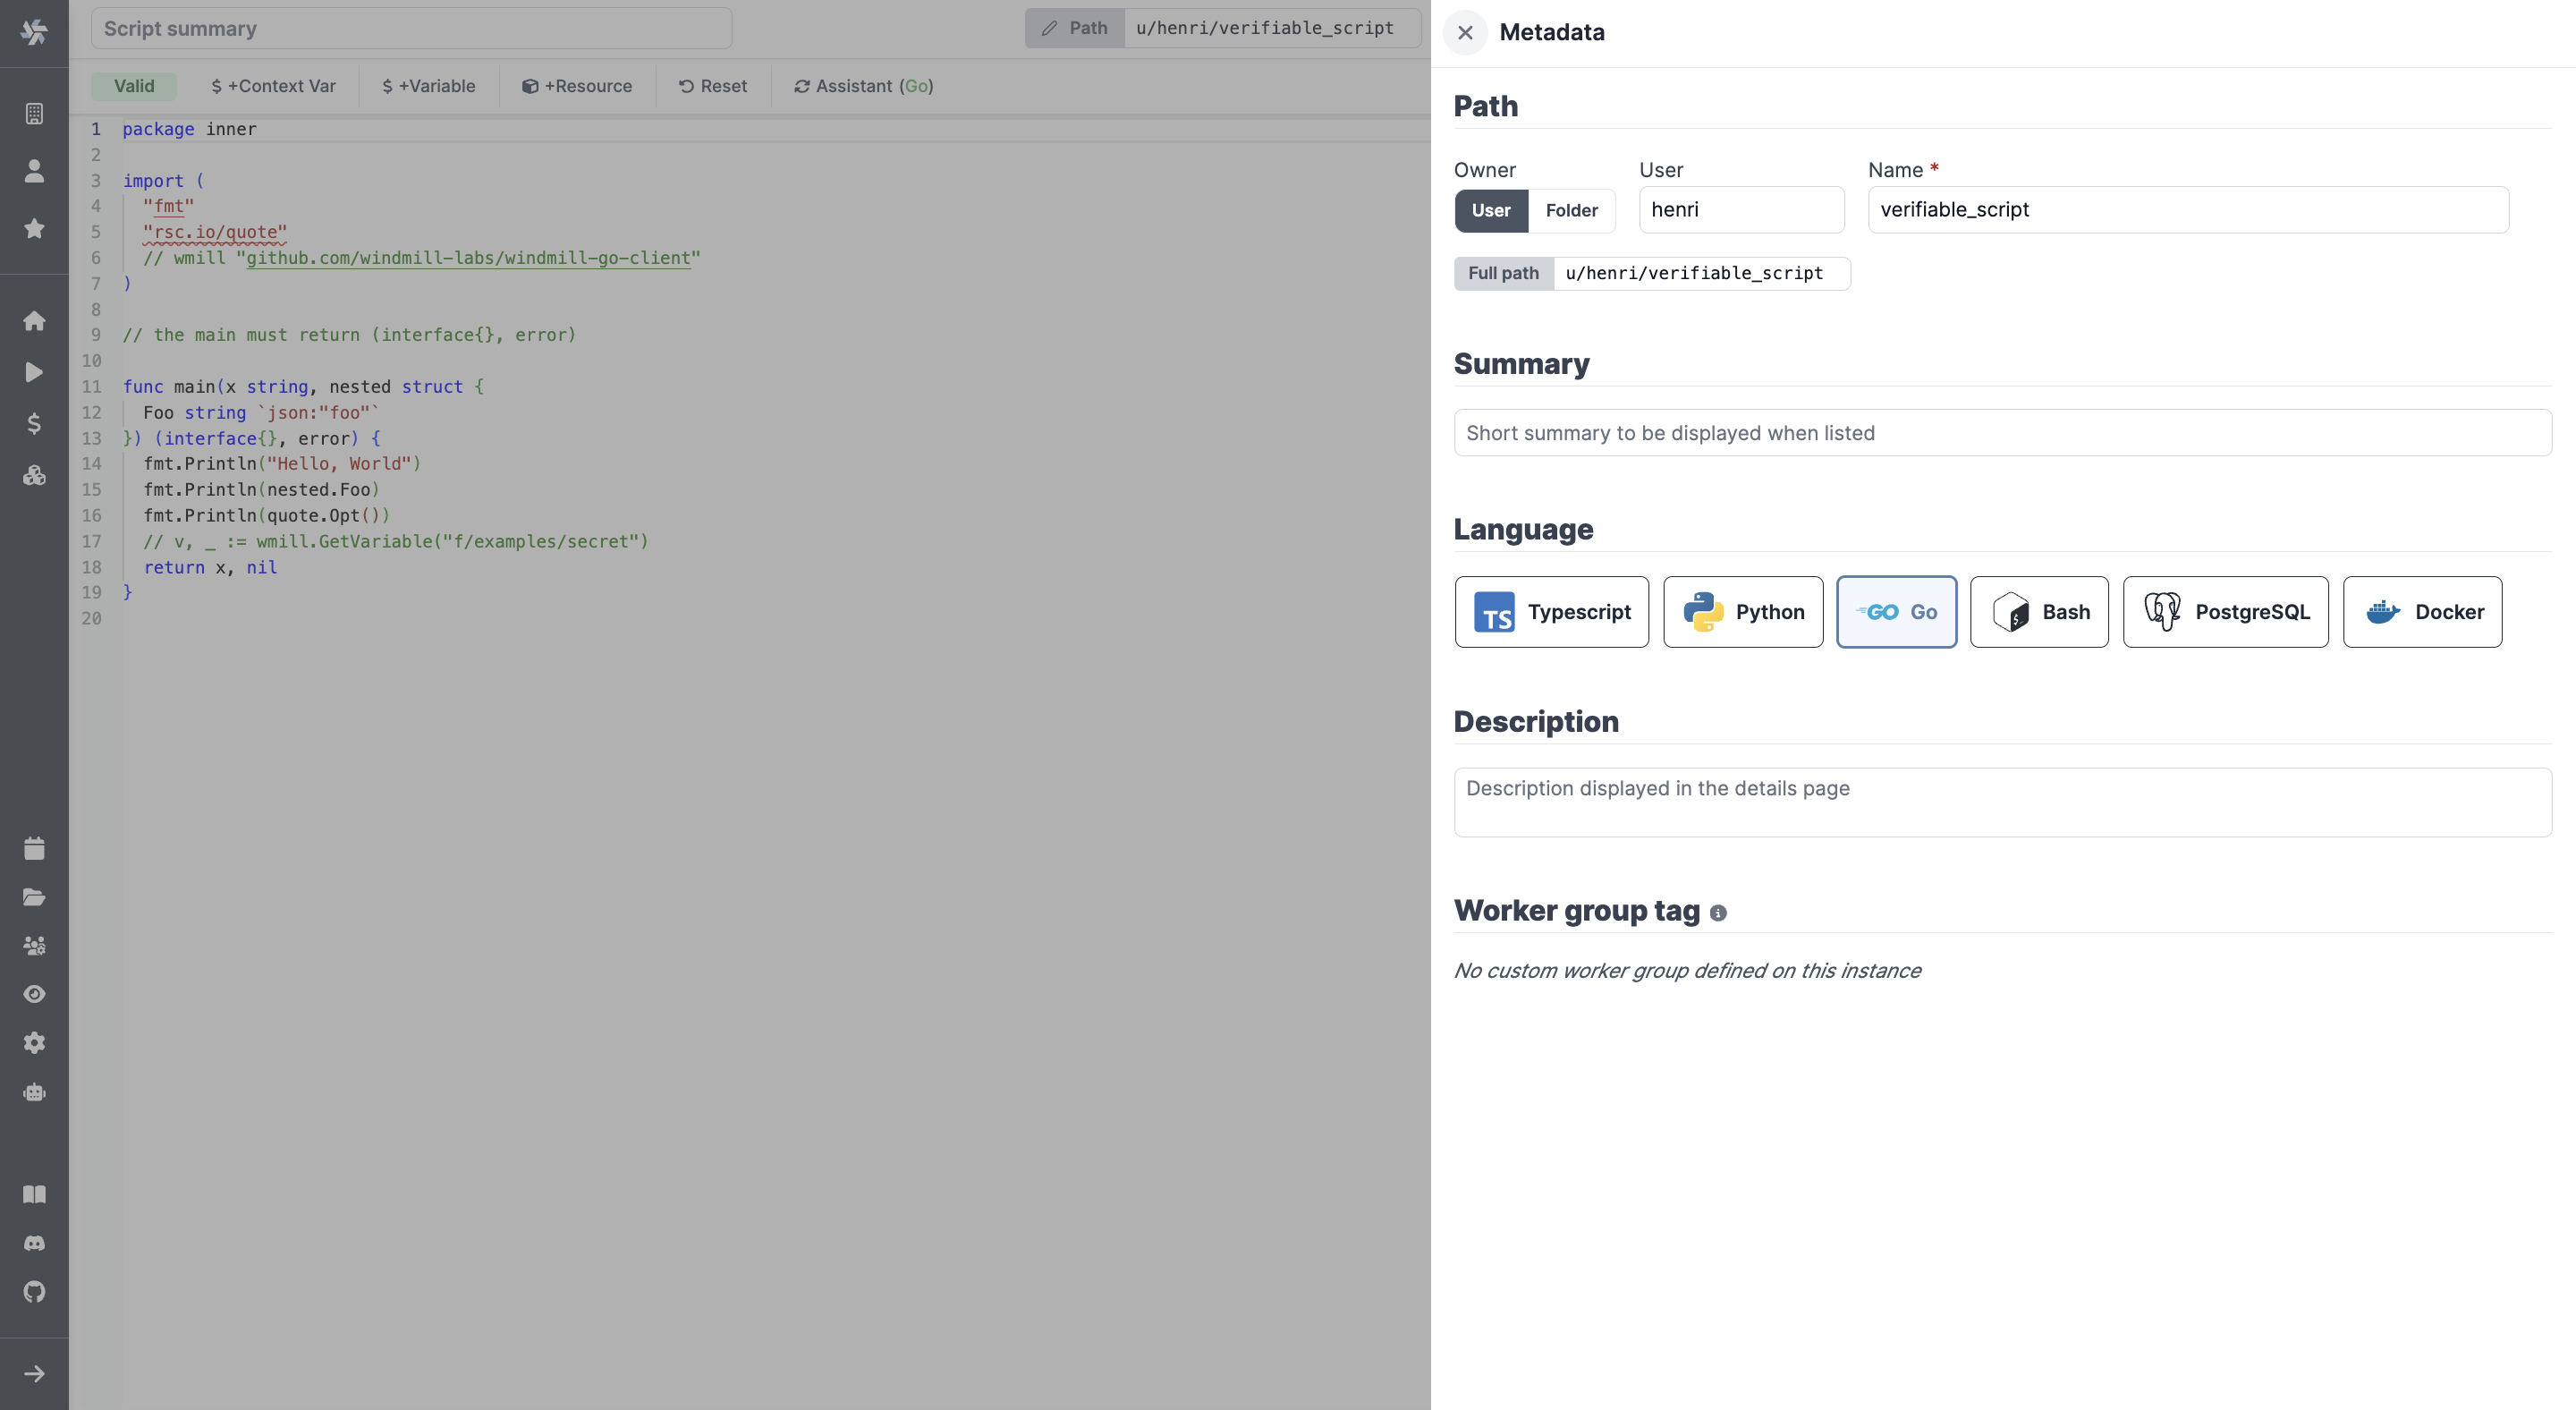 Script summary
Path u/henri/verifiable_script
Valid $ +Context Var $ +Variable +Resource Reset Assistant (Go)
1 package inner
2
3 import (
4 "fmt"
5 "rsc.io/quote"
6 // wmill "github.com/windmill-labs/windmill-go-client"
7 )
8
9 // the main must return (interface{}, error)
10
11 func main(x string, nested struct {
12 Foo string `json:"foo"`
13 }) (interface{}, error) {
14 fmt.Println("Hello, World")
15 fmt.Println(nested.Foo)
16 fmt.Println(quote.Opt())
17 // v, _ := wmill.GetVariable("f/examples/secret")
18 return x, nil
19 }
20
Metadata
Path
Owner User Name *
User Folder henri verifiable_script
Full path u/henri/verifiable_script
Summary
Short summary to be displayed when listed
Language
TS Typescript Python GO Go $_ Bash PostgreSQL Docker
Description
Description displayed in the details page
Worker group tag
No custom worker group defined on this instance